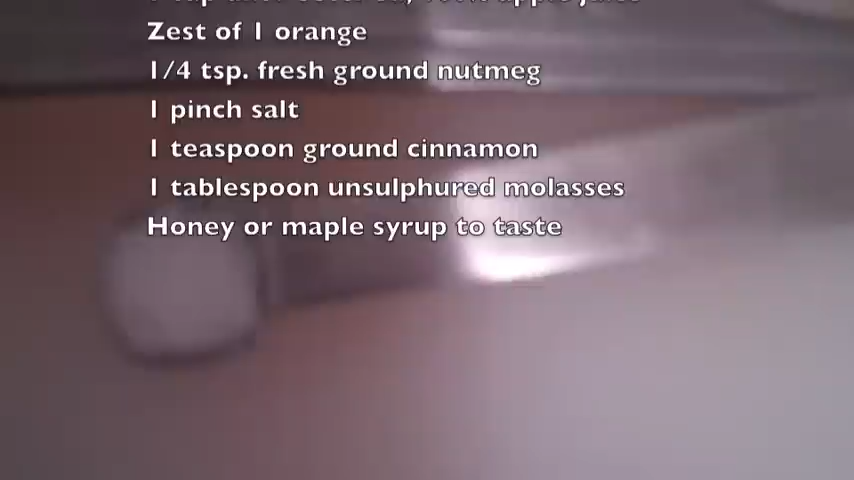 Zest of 1 orange
1/4 tsp. fresh ground nutmeg
1 pinch salt
1 teaspoon ground cinnamon
1 tablespoon unsulphured molasses
Honey or maple syrup to taste